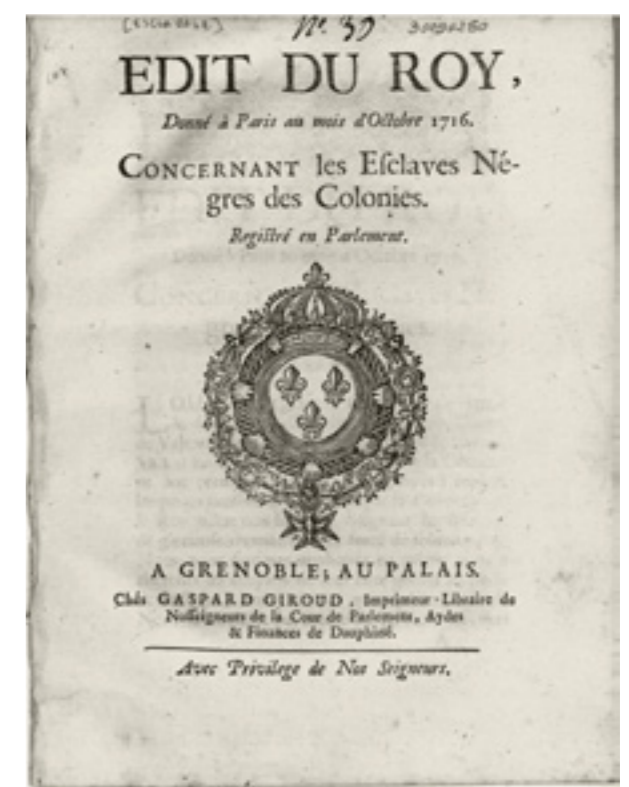 [ESCLAVAGE]
N.º 39
EDIT DU ROY,
Donné à Paris au mois d'Octobre 1716.
CONCERNANT les Eſclaves Né-
gres des Colonies.
Regiſtré en Parlement.
A GRENOBLE; AU PALAIS.
Chés GASPARD GIROUD, Imprimeur-Libraire de
Noſſeigneurs de la Cour de Parlement, Aydes
& Finances de Dauphiné.
Avec Privilege de Nos Seigneurs.